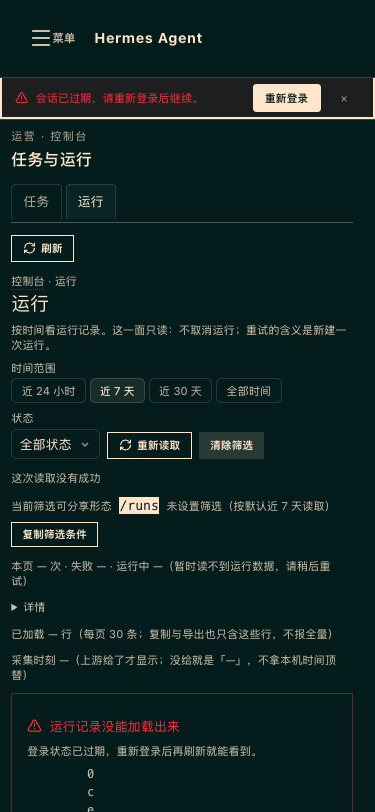 菜单 Hermes Agent
会话已过期，请重新登录后继续。 重新登录 ×
运营 · 控制台
任务与运行
任务 运行
刷新
控制台 · 运行
运行
按时间看运行记录。这一面只读：不取消运行；重试的含义是新建一
次运行。
时间范围
近 24 小时 近 7 天 近 30 天 全部时间
状态
全部状态 重新读取 清除筛选
这次读取没有成功
当前筛选可分享形态 /runs 未设置筛选（按默认近 7 天读取）
复制筛选条件
本页 — 次 · 失败 — · 运行中 —（暂时读不到运行数据，请稍后重
试）
▶ 详情
已加载 — 行（每页 30 条；复制与导出也只含这些行，不报全量）
采集时刻 —（上游给了才显示；没给就是「—」，不拿本机时间顶
替）
运行记录没能加载出来
登录状态已过期，重新登录后再刷新就能看到。
0
c
e